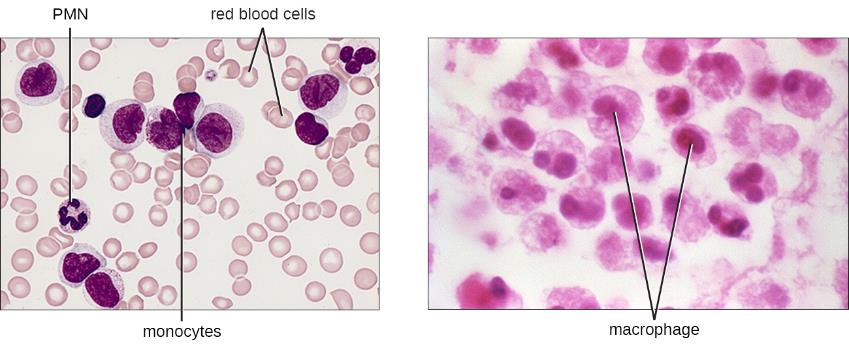 PMN
red blood cells
monocytes
macrophage